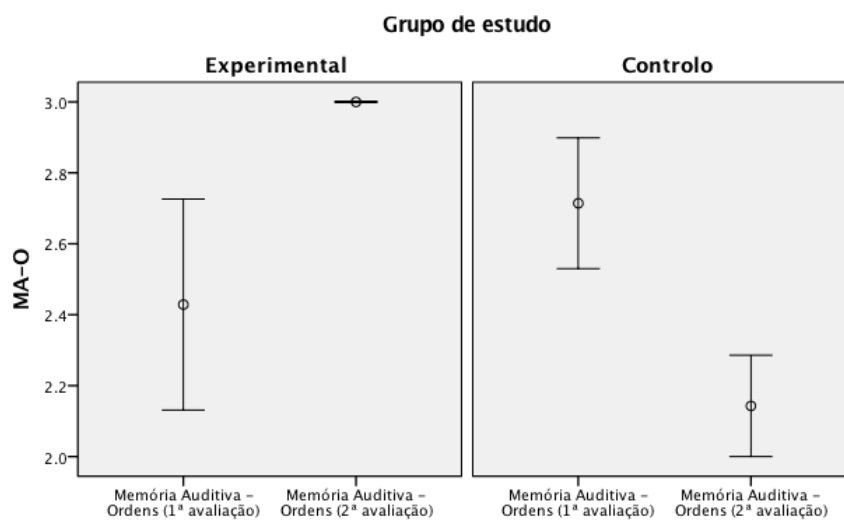 Grupo de estudo
Experimental
Controlo
MA-O
3.0
2.8
2.6
2.4
2.2
2.0
Memória Auditiva -
Ordens (1ª avaliação)
Memória Auditiva -
Ordens (2ª avaliação)
Memória Auditiva -
Ordens (1ª avaliação)
Memória Auditiva -
Ordens (2ª avaliação)